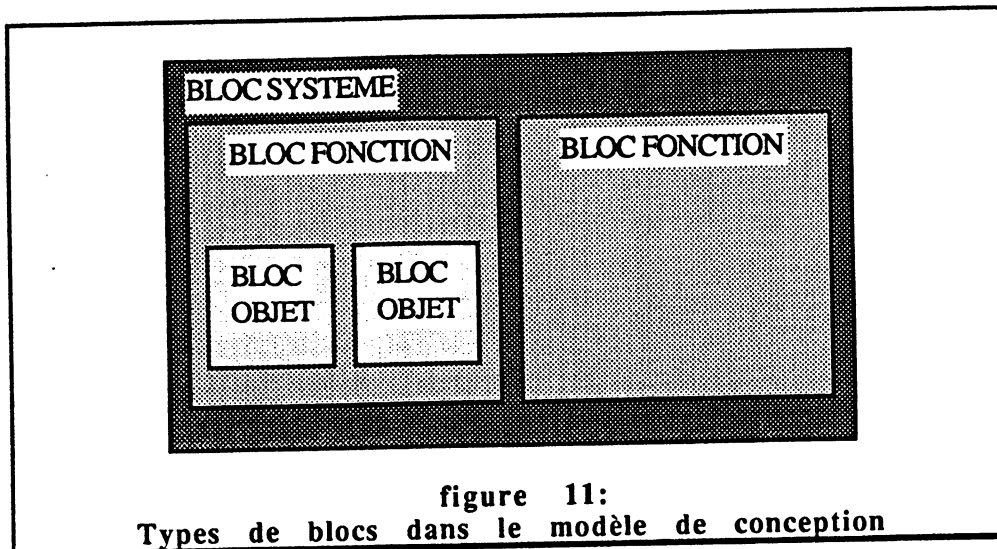 BLOC SYSTEME
BLOC FONCTION
BLOC FONCTION
BLOC
OBJET
BLOC
OBJET
figure 11:
Types de blocs dans le modèle de conception